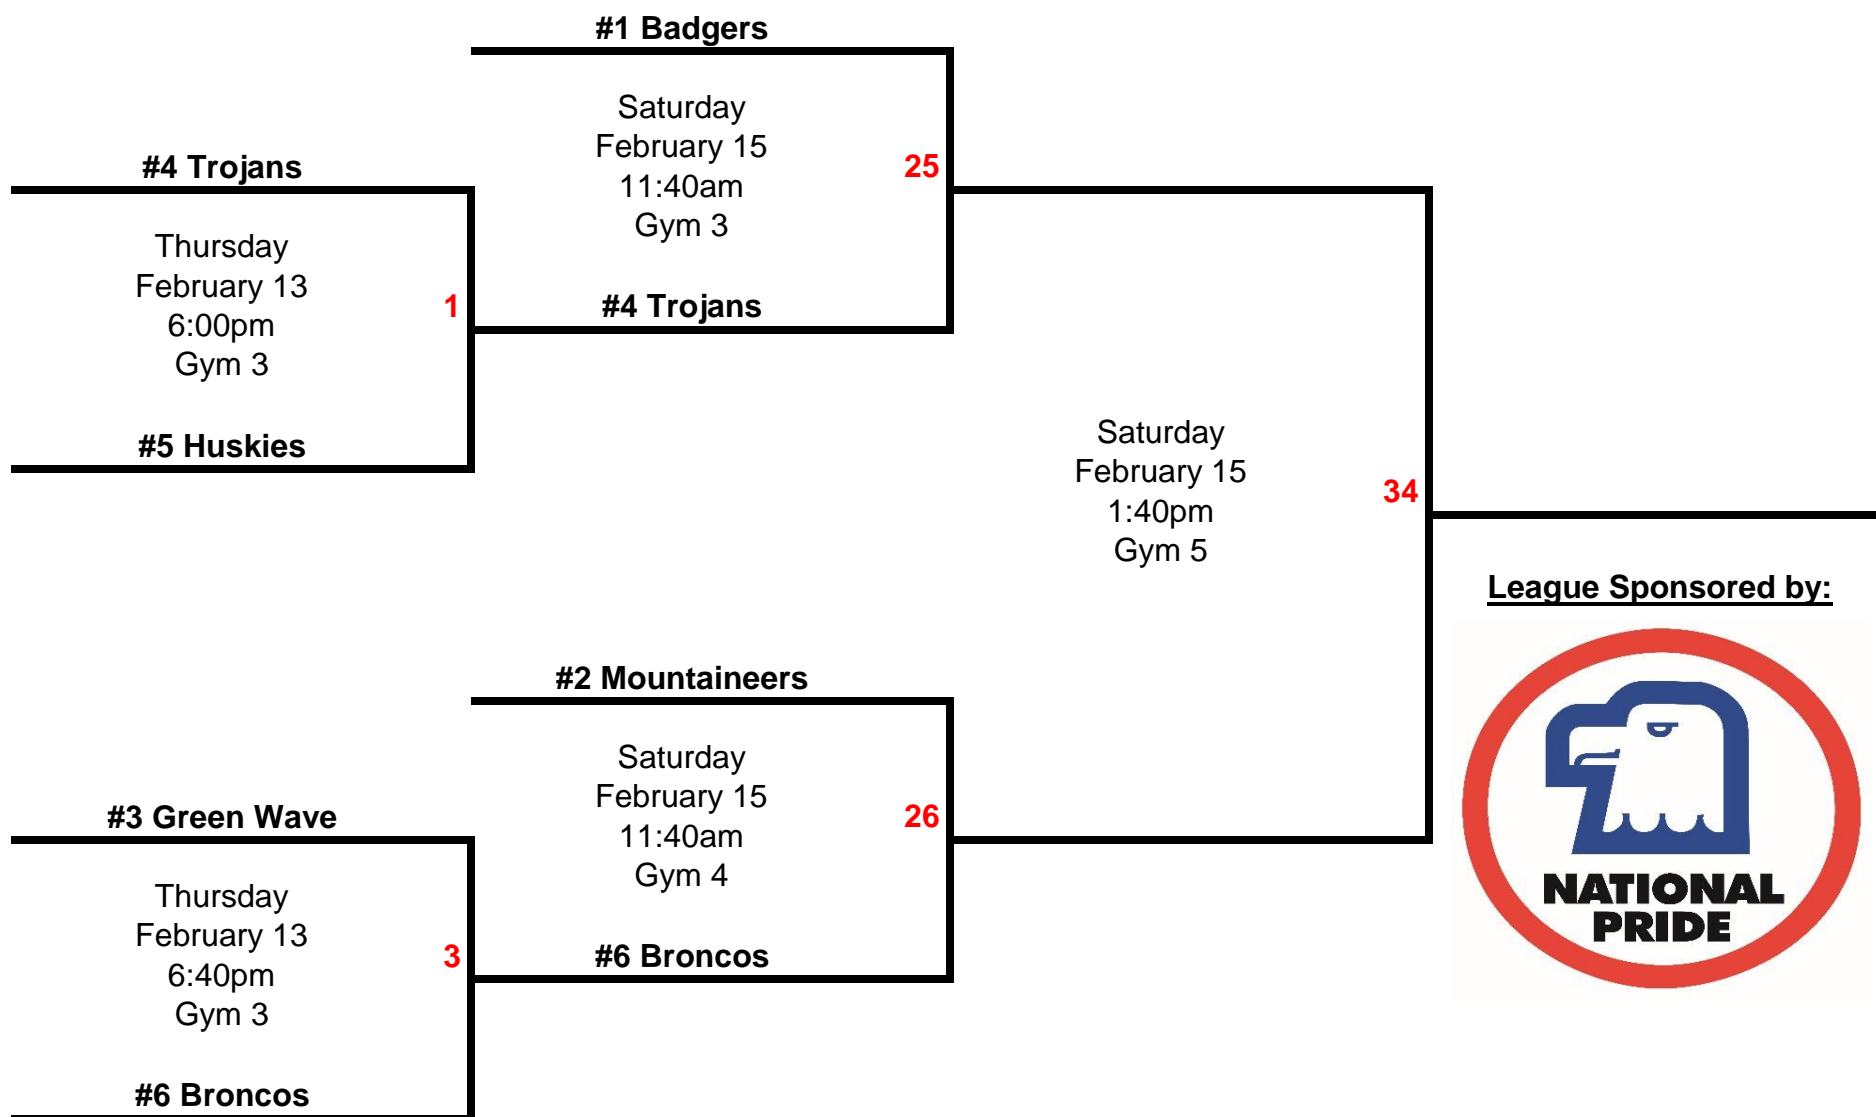 #1 Badgers
Saturday
February 15
11:40am
Gym 3
25
#4 Trojans
#4 Trojans
Thursday
February 13
6:00pm
Gym 3
1
#5 Huskies
Saturday
February 15
1:40pm
Gym 5
34
League Sponsored by:
NATIONAL
PRIDE
#2 Mountaineers
Saturday
February 15
11:40am
Gym 4
26
#6 Broncos
#3 Green Wave
Thursday
February 13
6:40pm
Gym 3
3
#6 Broncos